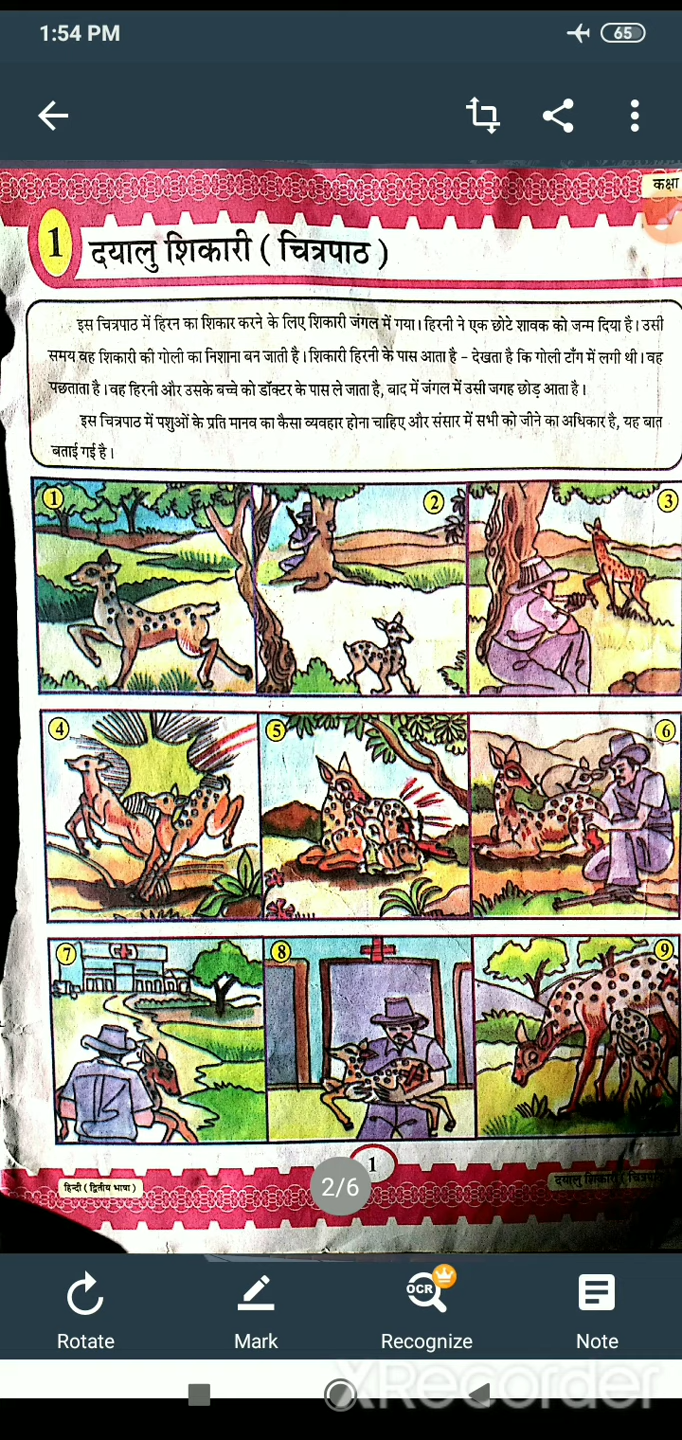 1:54 PM
65
कक्षा
1
दयालु शिकारी ( चित्रपाठ )
इस चित्रपाठ में हिरन का शिकार करने के लिए शिकारी जंगल में गया। हिरनी ने एक छोटे शावक को जन्म दिया है। उसी
समय वह शिकारी की गोली का निशाना बन जाती है। शिकारी हिरनी के पास आता है – देखता है कि गोली टाँग में लगी थी। वह
पछताता है। वह हिरनी और उसके बच्चे को डॉक्टर के पास ले जाता है, बाद में जंगल में उसी जगह छोड़ आता है।
इस चित्रपाठ में पशुओं के प्रति मानव का कैसा व्यवहार होना चाहिए और संसार में सभी को जीने का अधिकार है, यह बात
बताई गई है।
1
2
3
4
5
6
7
8
9
1
हिन्दी ( द्वितीय भाषा )
2/6
दयालु शिकारी ( चित्रपाठ
OCR
Rotate
Mark
Recognize
Note
XRecorder